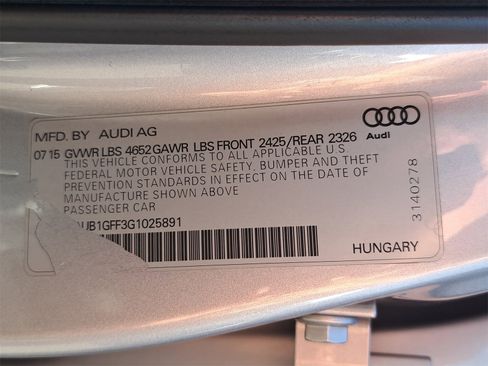 MFD. BY AUDI AG
Audi
07 15 GVWR LBS 4652 GAWR LBS FRONT 2425/REAR 2326
THIS VEHICLE CONFORMS TO ALL APPLICABLE U.S.
FEDERAL MOTOR VEHICLE SAFETY, BUMPER AND THEFT
PREVENTION STANDARDS IN EFFECT ON THE DATE OF
MANUFACTURE SHOWN ABOVE
PASSENGER CAR
UB1GFF3G1025891
HUNGARY
3140278